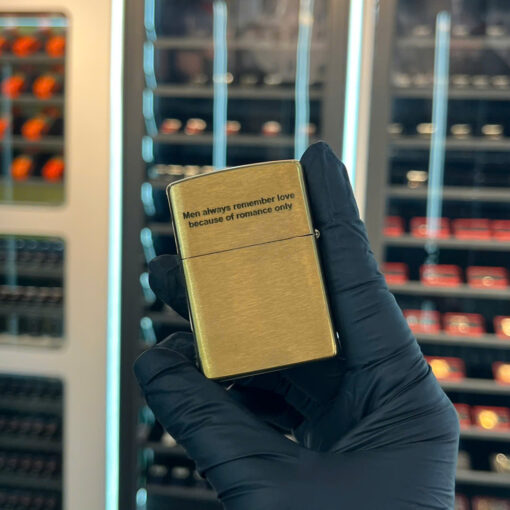 Men always remember love
because of romance only